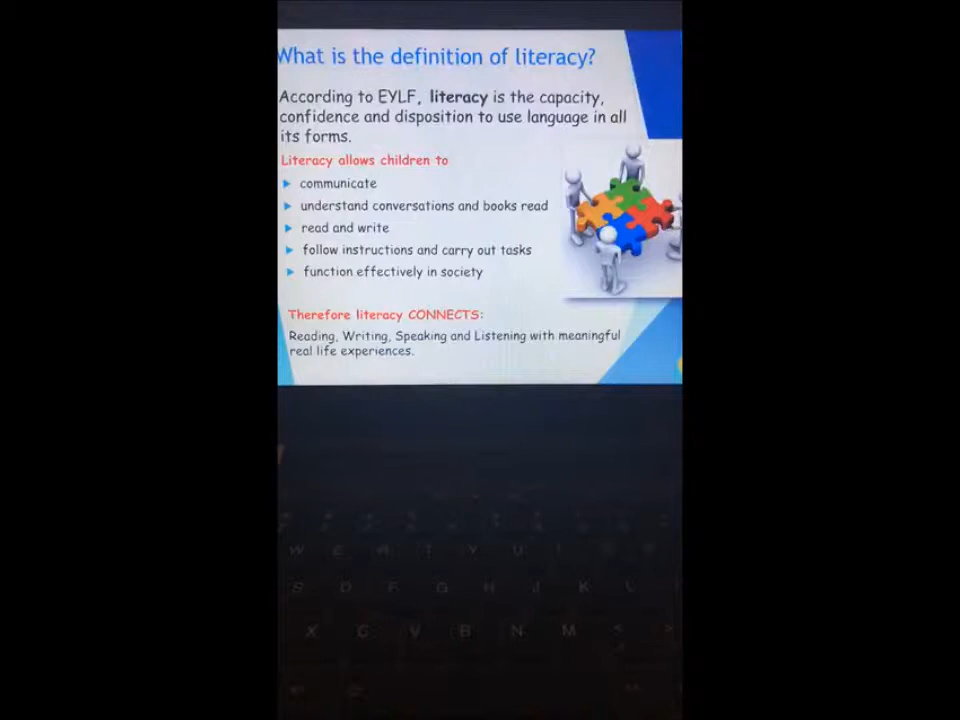 What is the definition of literacy?
According to EYLF, literacy is the capacity,
confidence and disposition to use language in all
its forms.
Literacy allows children to
communicate
understand conversations and books read
read and write
follow instructions and carry out tasks
function effectively in society
Therefore literacy CONNECTS:
Reading, Writing, Speaking and Listening with meaningful
real life experiences.
W E R T Y U I
S D F G H J K L
X C V B N M